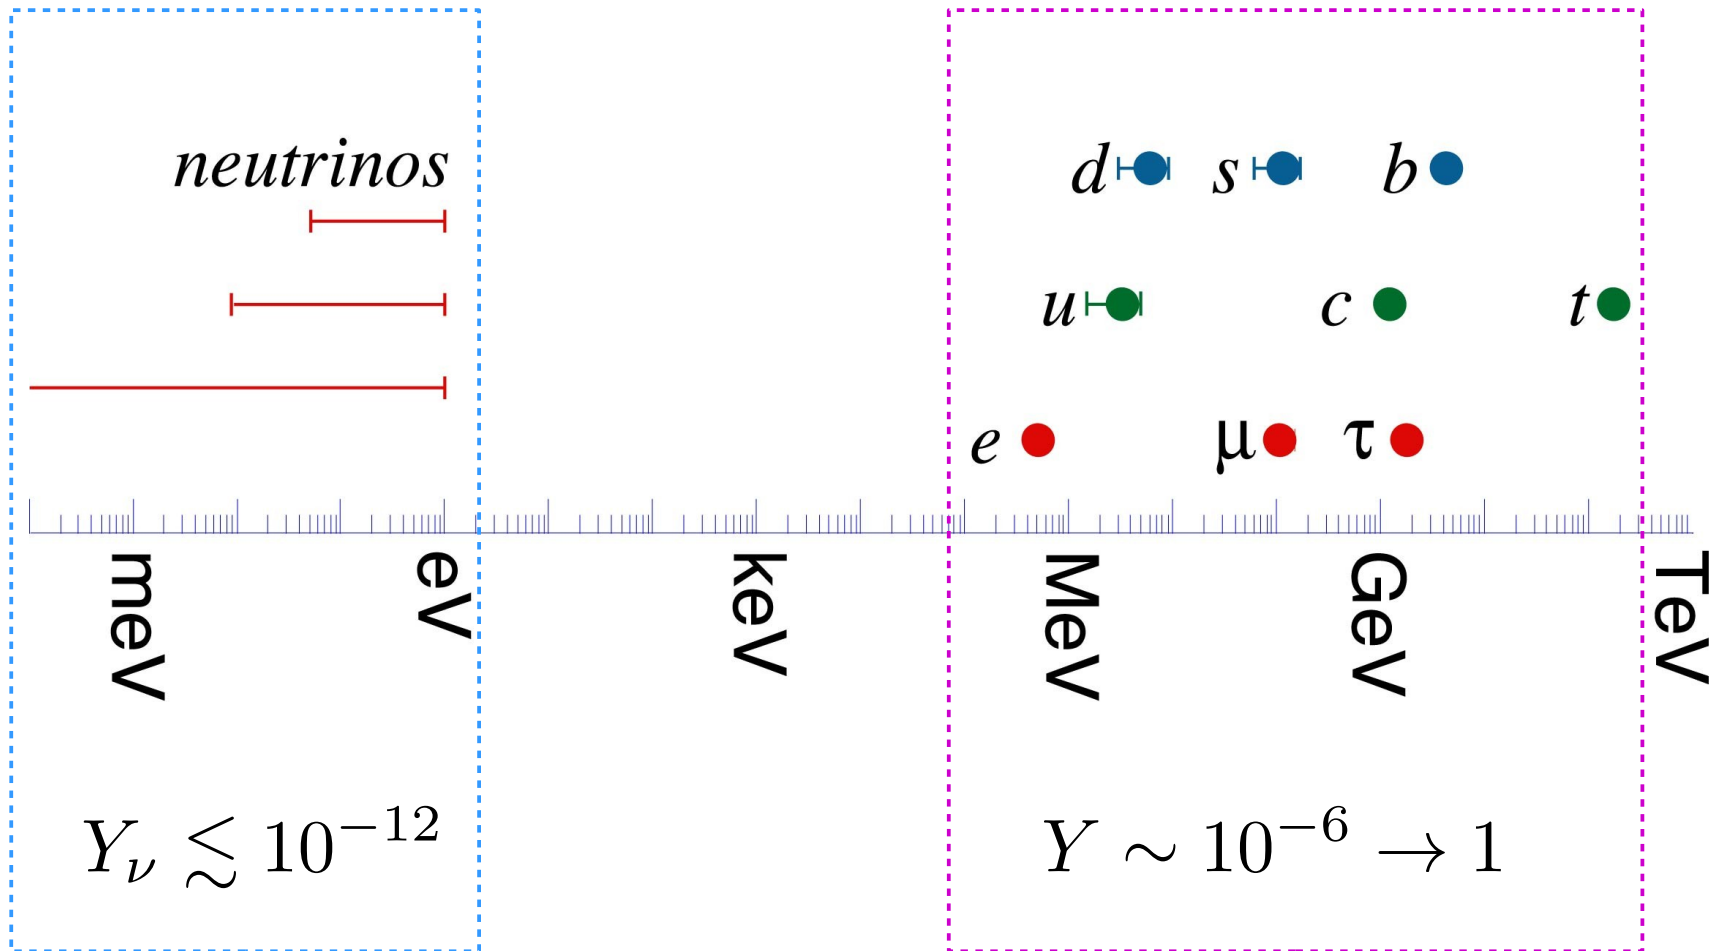 neutrinos
d s b
u c t
e μ τ
meV eV keV MeV GeV TeV
Y_ν ≲ 10^{-12}
Y ∼ 10^{-6} → 1